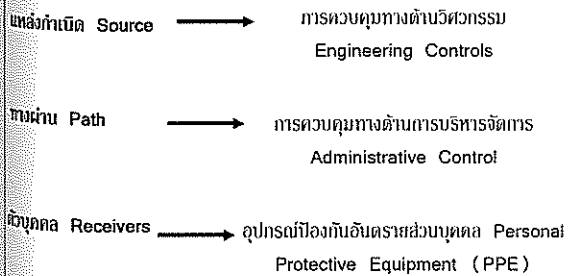 แหล่งกำเนิด Source
การควบคุมทางด้านวิศวกรรม
Engineering Controls
ทางผ่าน Path
การควบคุมทางด้านการบริหารจัดการ
Administrative Control
ตัวบุคคล Receivers
อุปกรณ์ป้องกันอันตรายส่วนบุคคล Personal
Protective Equipment (PPE)